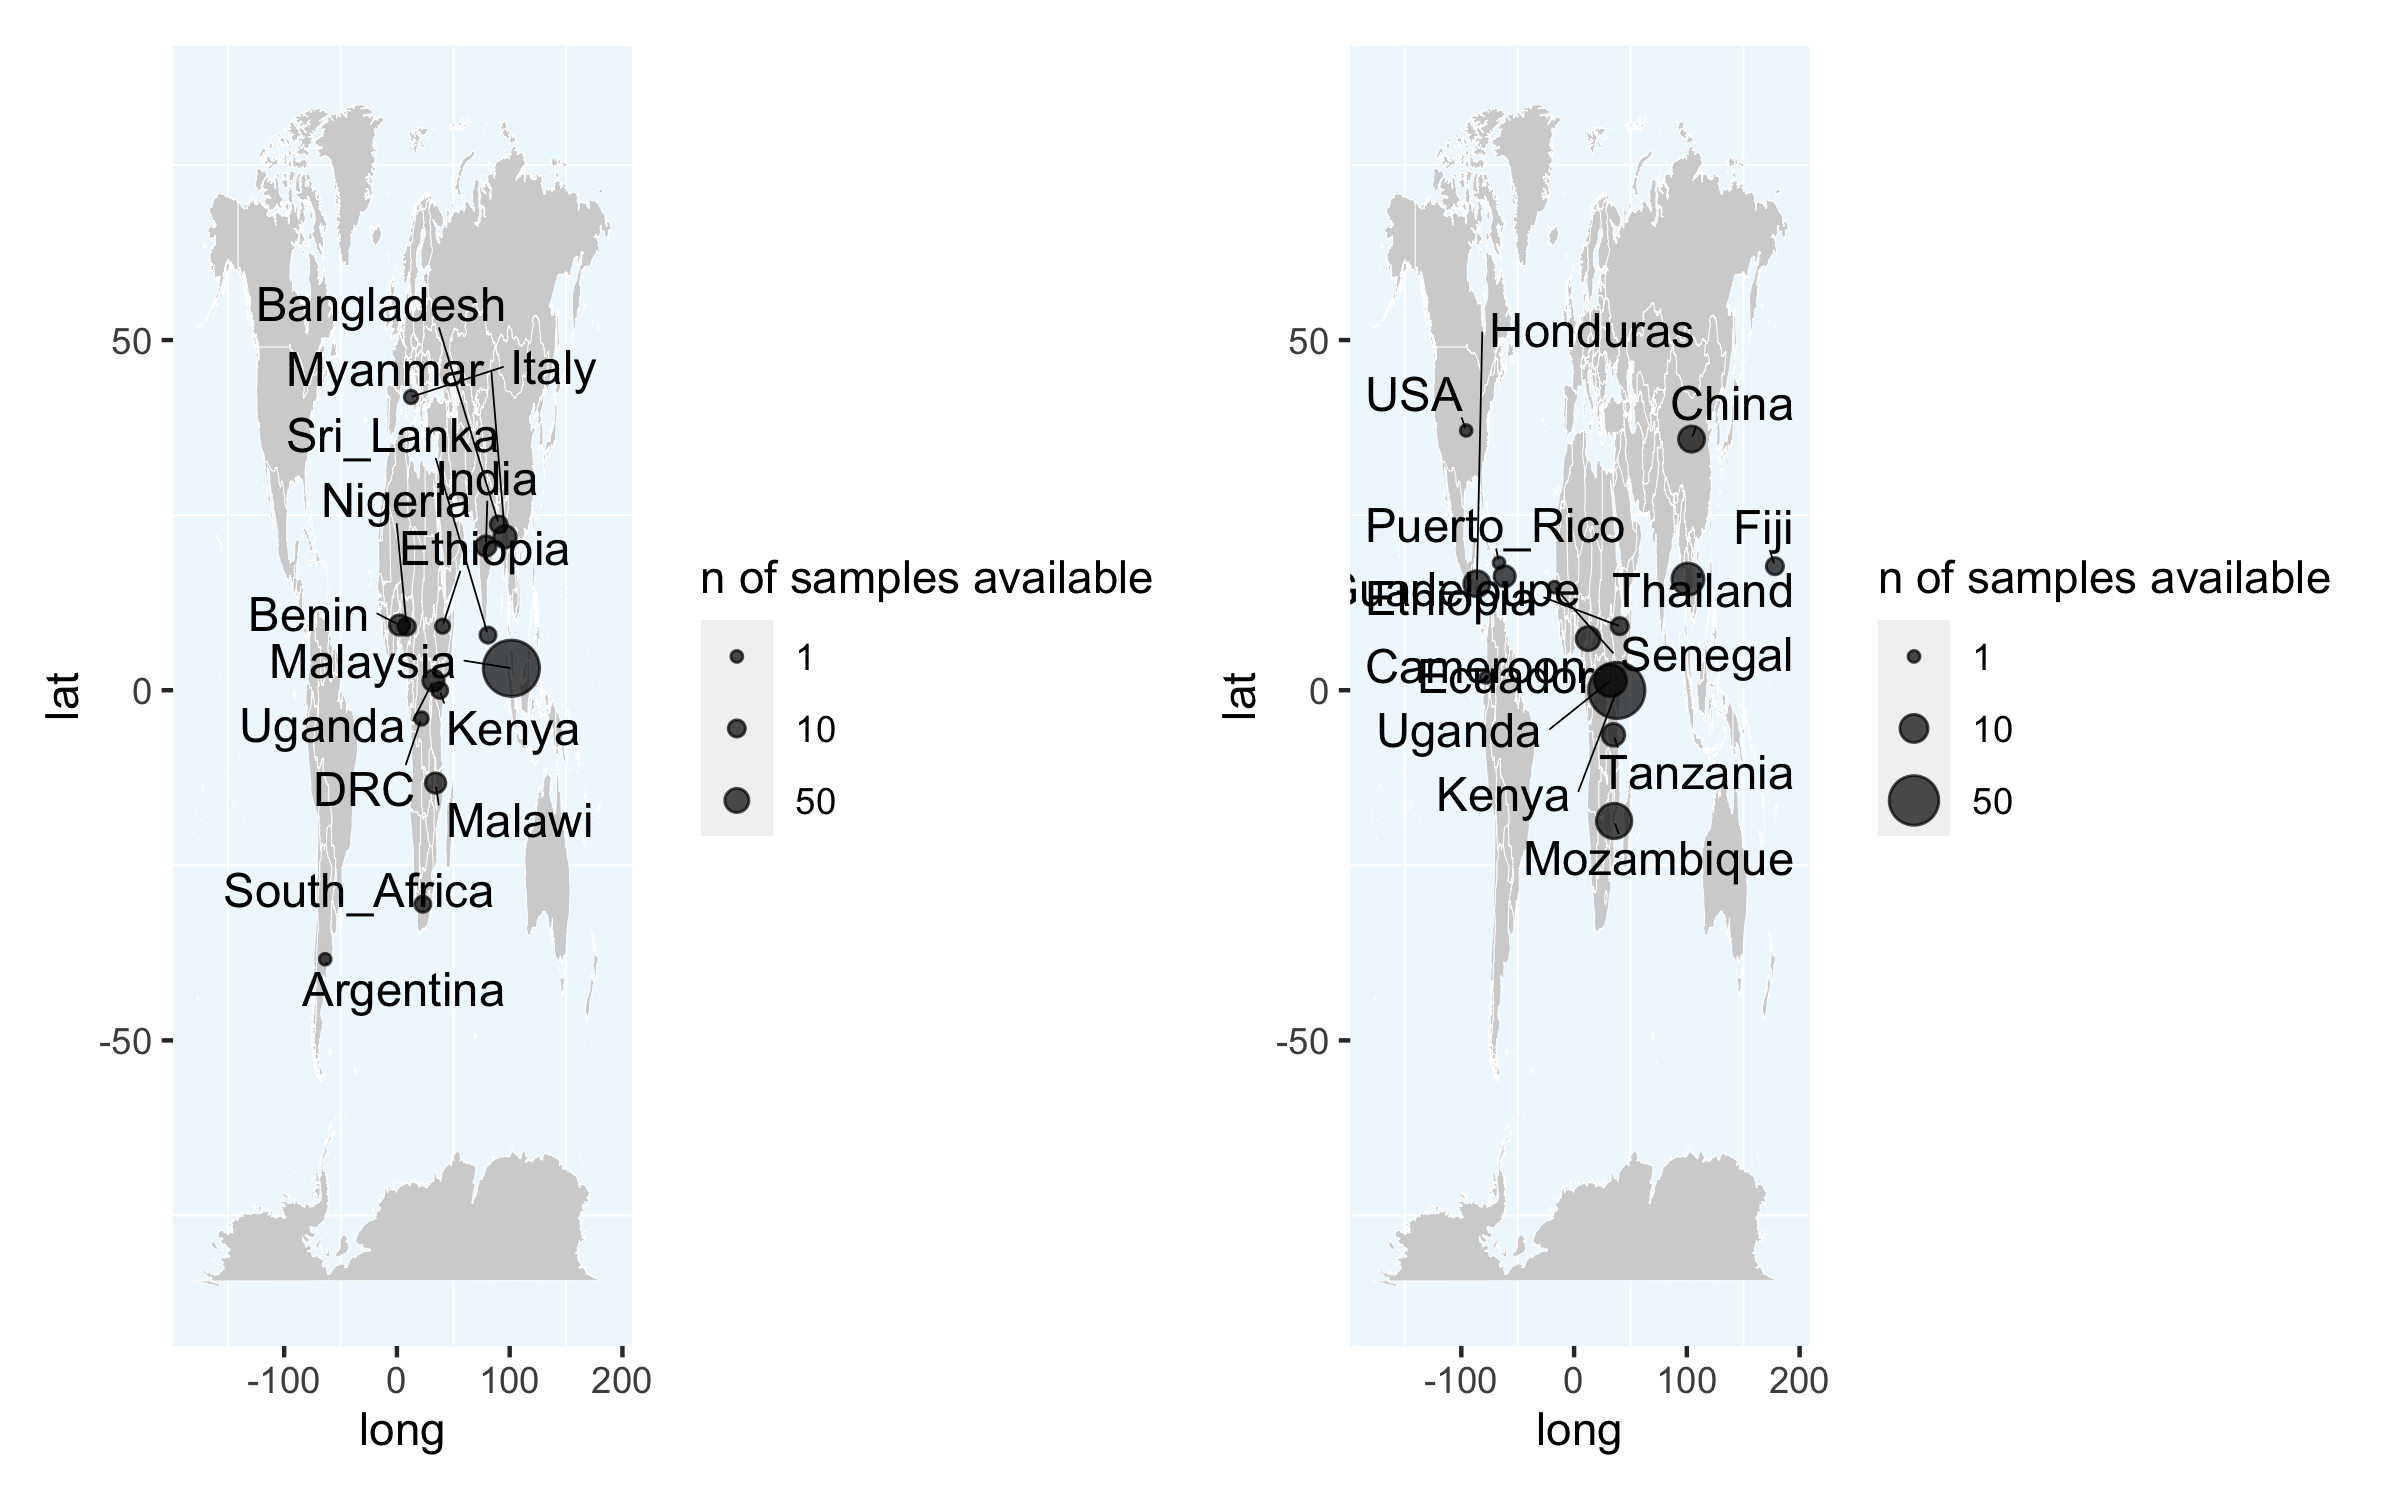 Bangladesh
50
Myanmar
Italy
Sri_Lanka
India
Nigeria
Ethiopia
Benin
Malaysia
0
Uganda
Kenya
DRC
Malawi
South_Africa
Argentina
-50
lat
-100 0 100 200
long
n of samples available
1
10
50
Honduras
50
USA
China
Puerto_Rico
Fiji
Guadeloupe
Thailand
Ethiopia
Senegal
Cameroon
Ecuador
0
Uganda
Tanzania
Kenya
Mozambique
-50
lat
-100 0 100 200
long
n of samples available
1
10
50